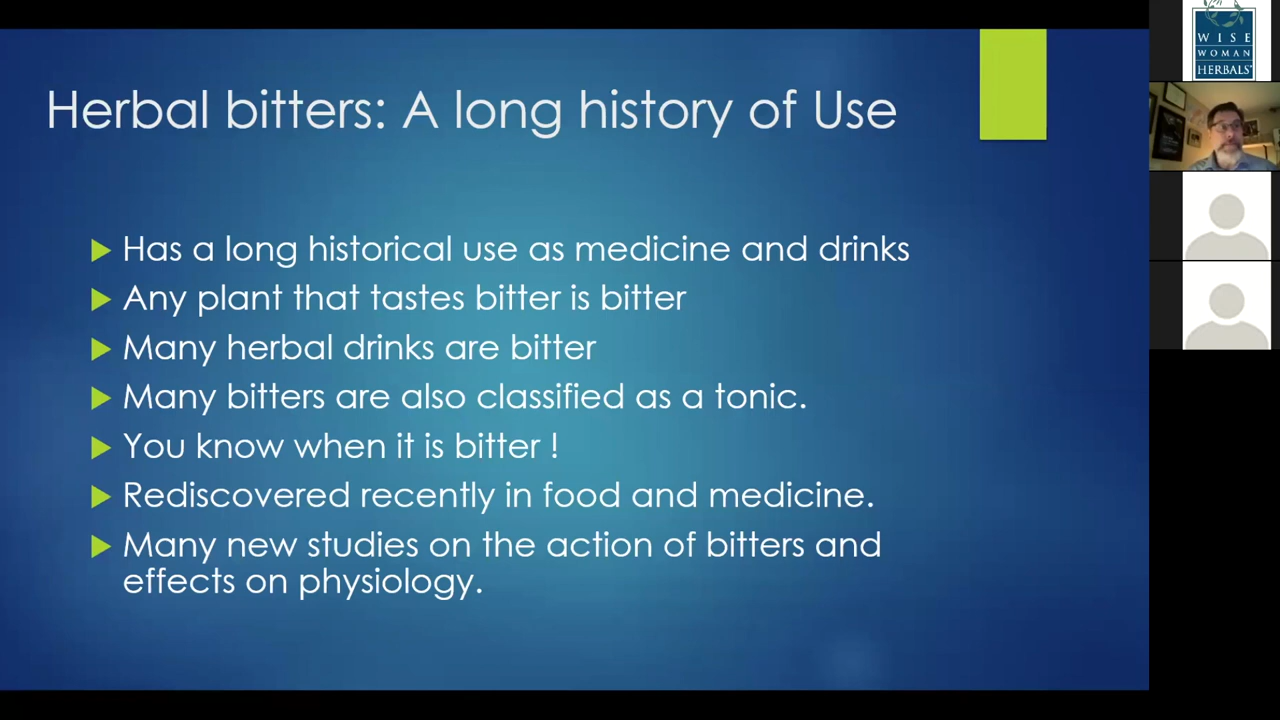 Herbal bitters: A long history of Use
Has a long historical use as medicine and drinks
Any plant that tastes bitter is bitter
Many herbal drinks are bitter
Many bitters are also classified as a tonic.
You know when it is bitter !
Rediscovered recently in food and medicine.
Many new studies on the action of bitters and
effects on physiology.
WISE
WOMAN
HERBALS®